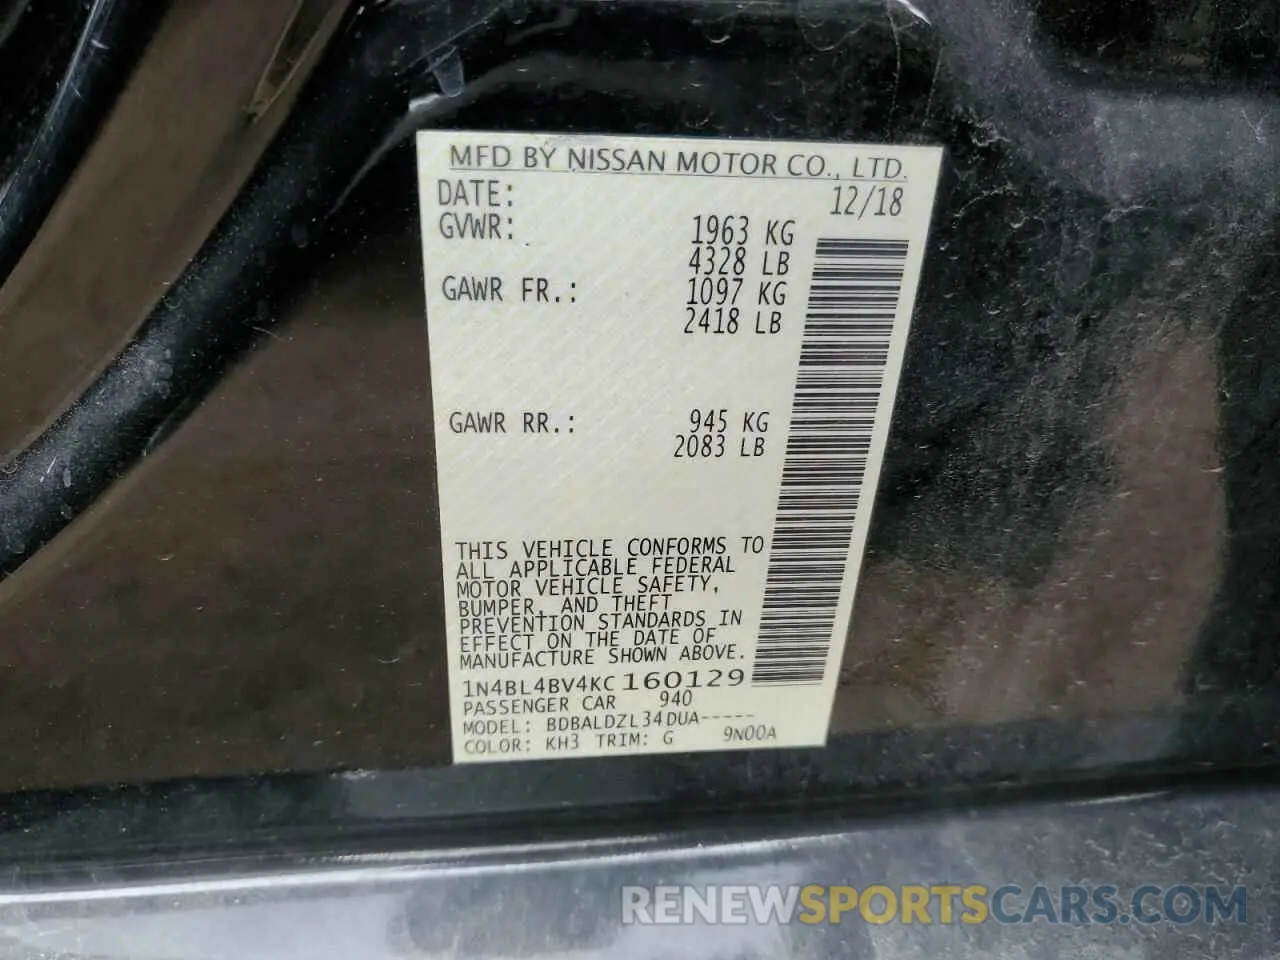 MFD BY NISSAN MOTOR CO., LTD.
DATE: 12/18
GVWR: 1963 KG
4328 LB
GAWR FR.: 1097 KG
2418 LB
GAWR RR.: 945 KG
2083 LB
THIS VEHICLE CONFORMS TO
ALL APPLICABLE FEDERAL
MOTOR VEHICLE SAFETY,
BUMPER, AND THEFT
PREVENTION STANDARDS IN
EFFECT ON THE DATE OF
MANUFACTURE SHOWN ABOVE.
1N4BL4BV4KC160129
PASSENGER CAR 940
MODEL: BDBALDZL34DUA-----
COLOR: KH3 TRIM: G 9N00A
RENEWSPORTSCARS.COM